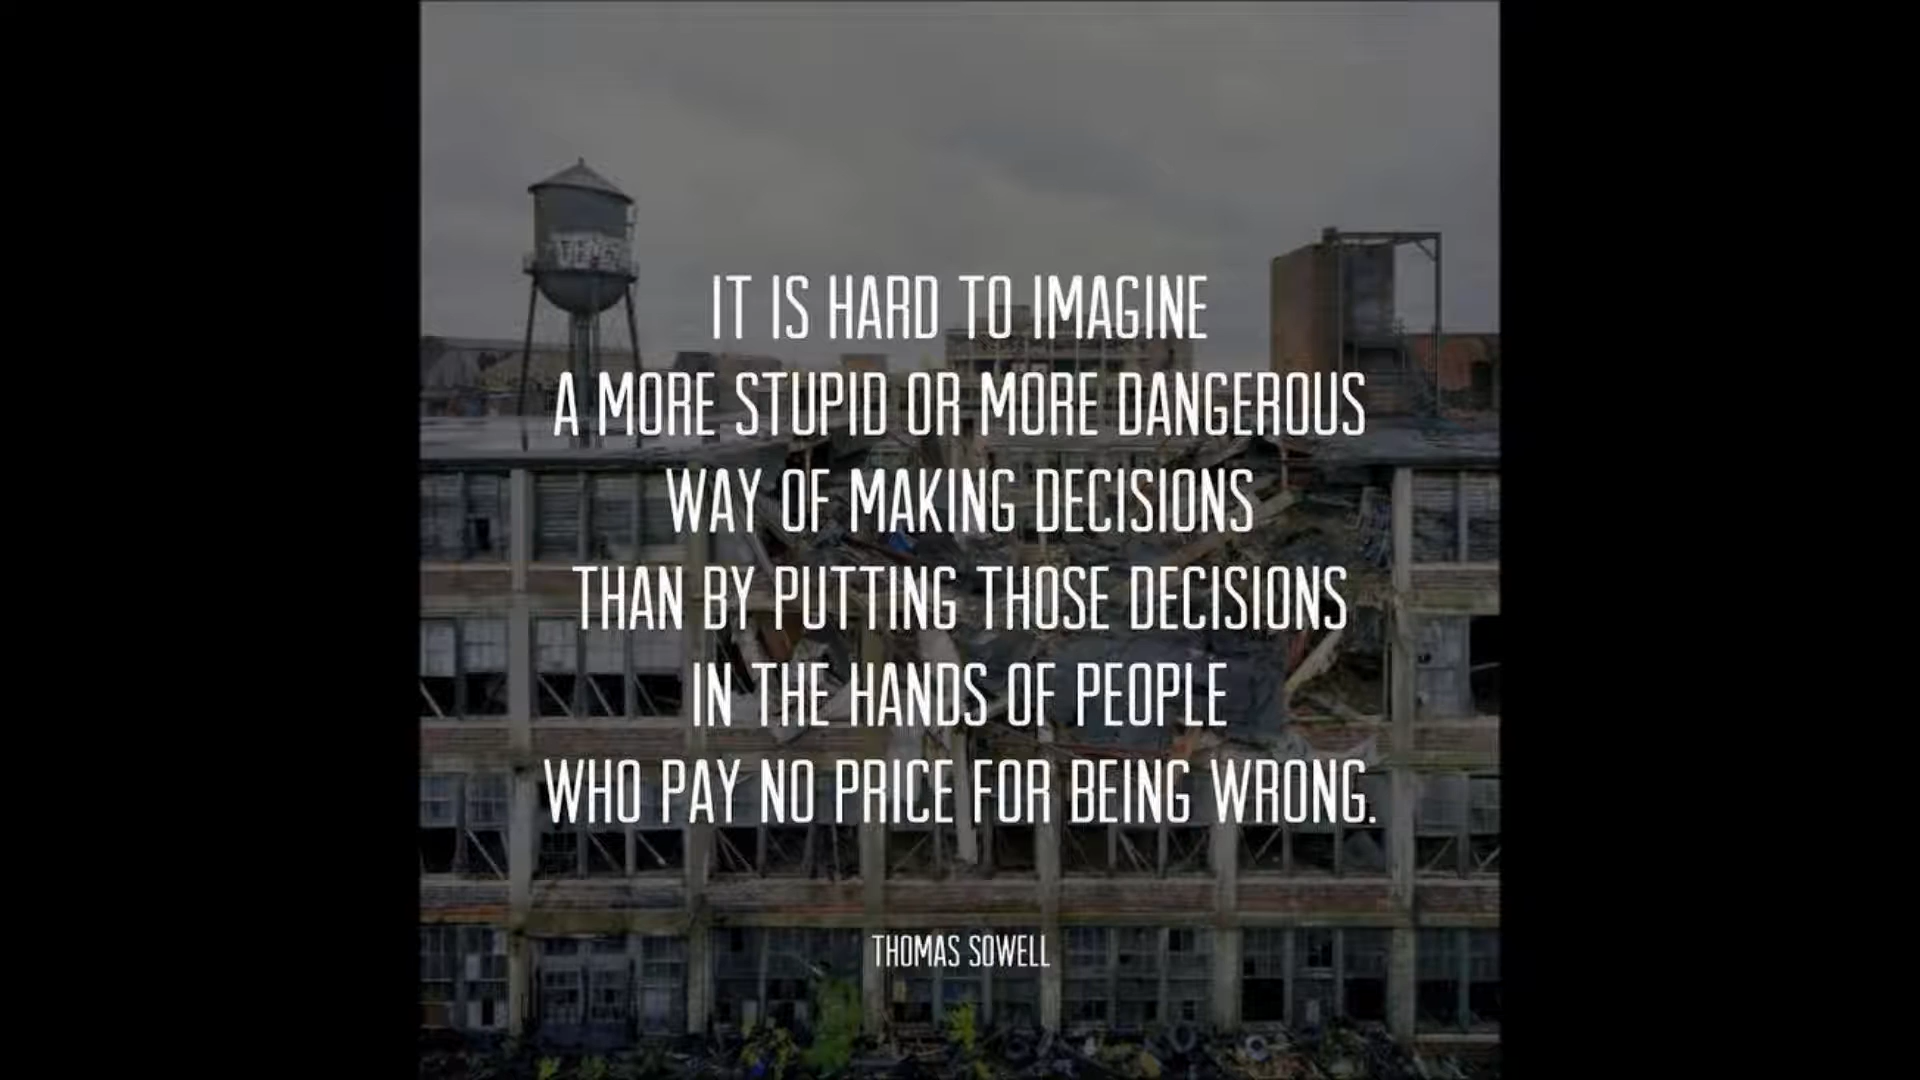 IT IS HARD TO IMAGINE
A MORE STUPID OR MORE DANGEROUS
WAY OF MAKING DECISIONS
THAN BY PUTTING THOSE DECISIONS
IN THE HANDS OF PEOPLE
WHO PAY NO PRICE FOR BEING WRONG.
THOMAS SOWELL